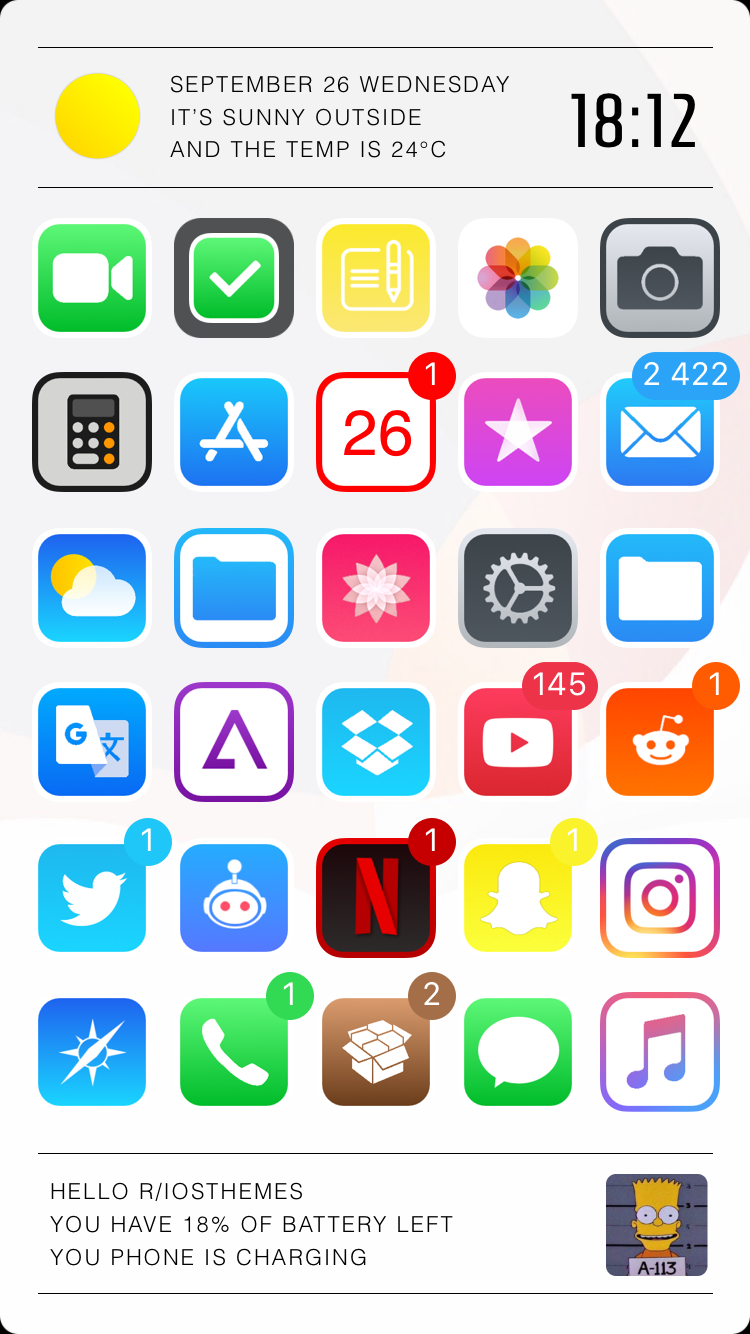 SEPTEMBER 26 WEDNESDAY
IT'S SUNNY OUTSIDE
AND THE TEMP IS 24°C
18:12
1
2 422
26
145
1
G 文
1
1
1
N
1
2
HELLO R/IOSTHEMES
YOU HAVE 18% OF BATTERY LEFT
YOU PHONE IS CHARGING
A-113